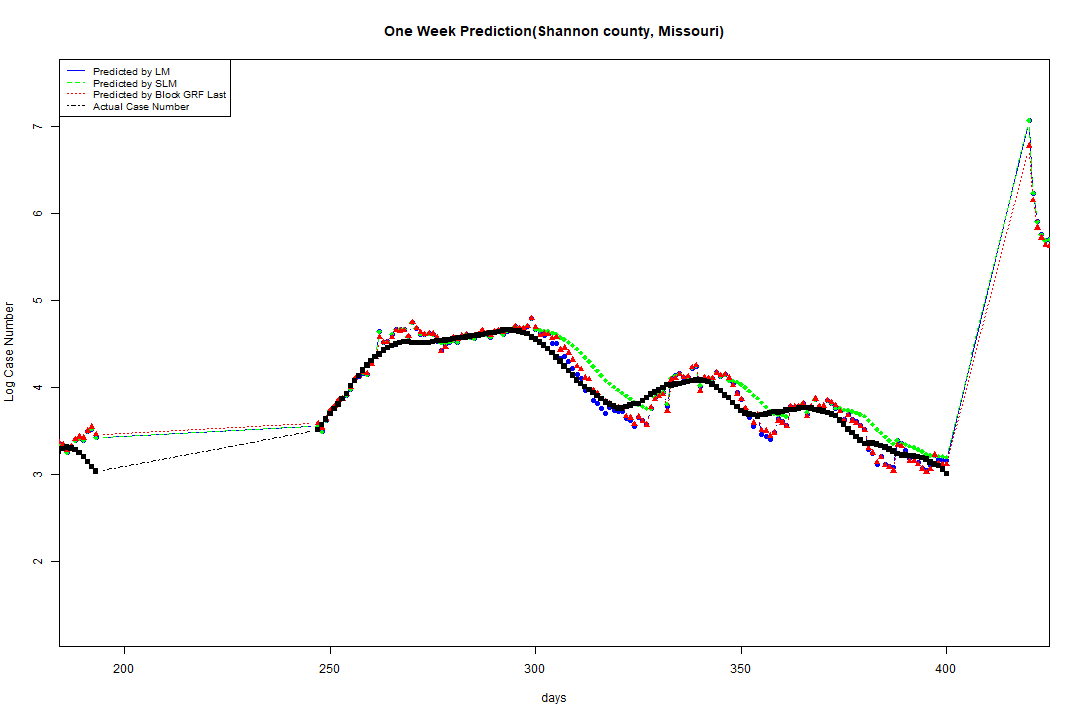 One Week Prediction(Shannon county, Missouri)
Predicted by LM
Predicted by SLM
Predicted by Block GRF Last
Actual Case Number
Log Case Number
7
6
5
4
3
2
200
250
300
350
400
days